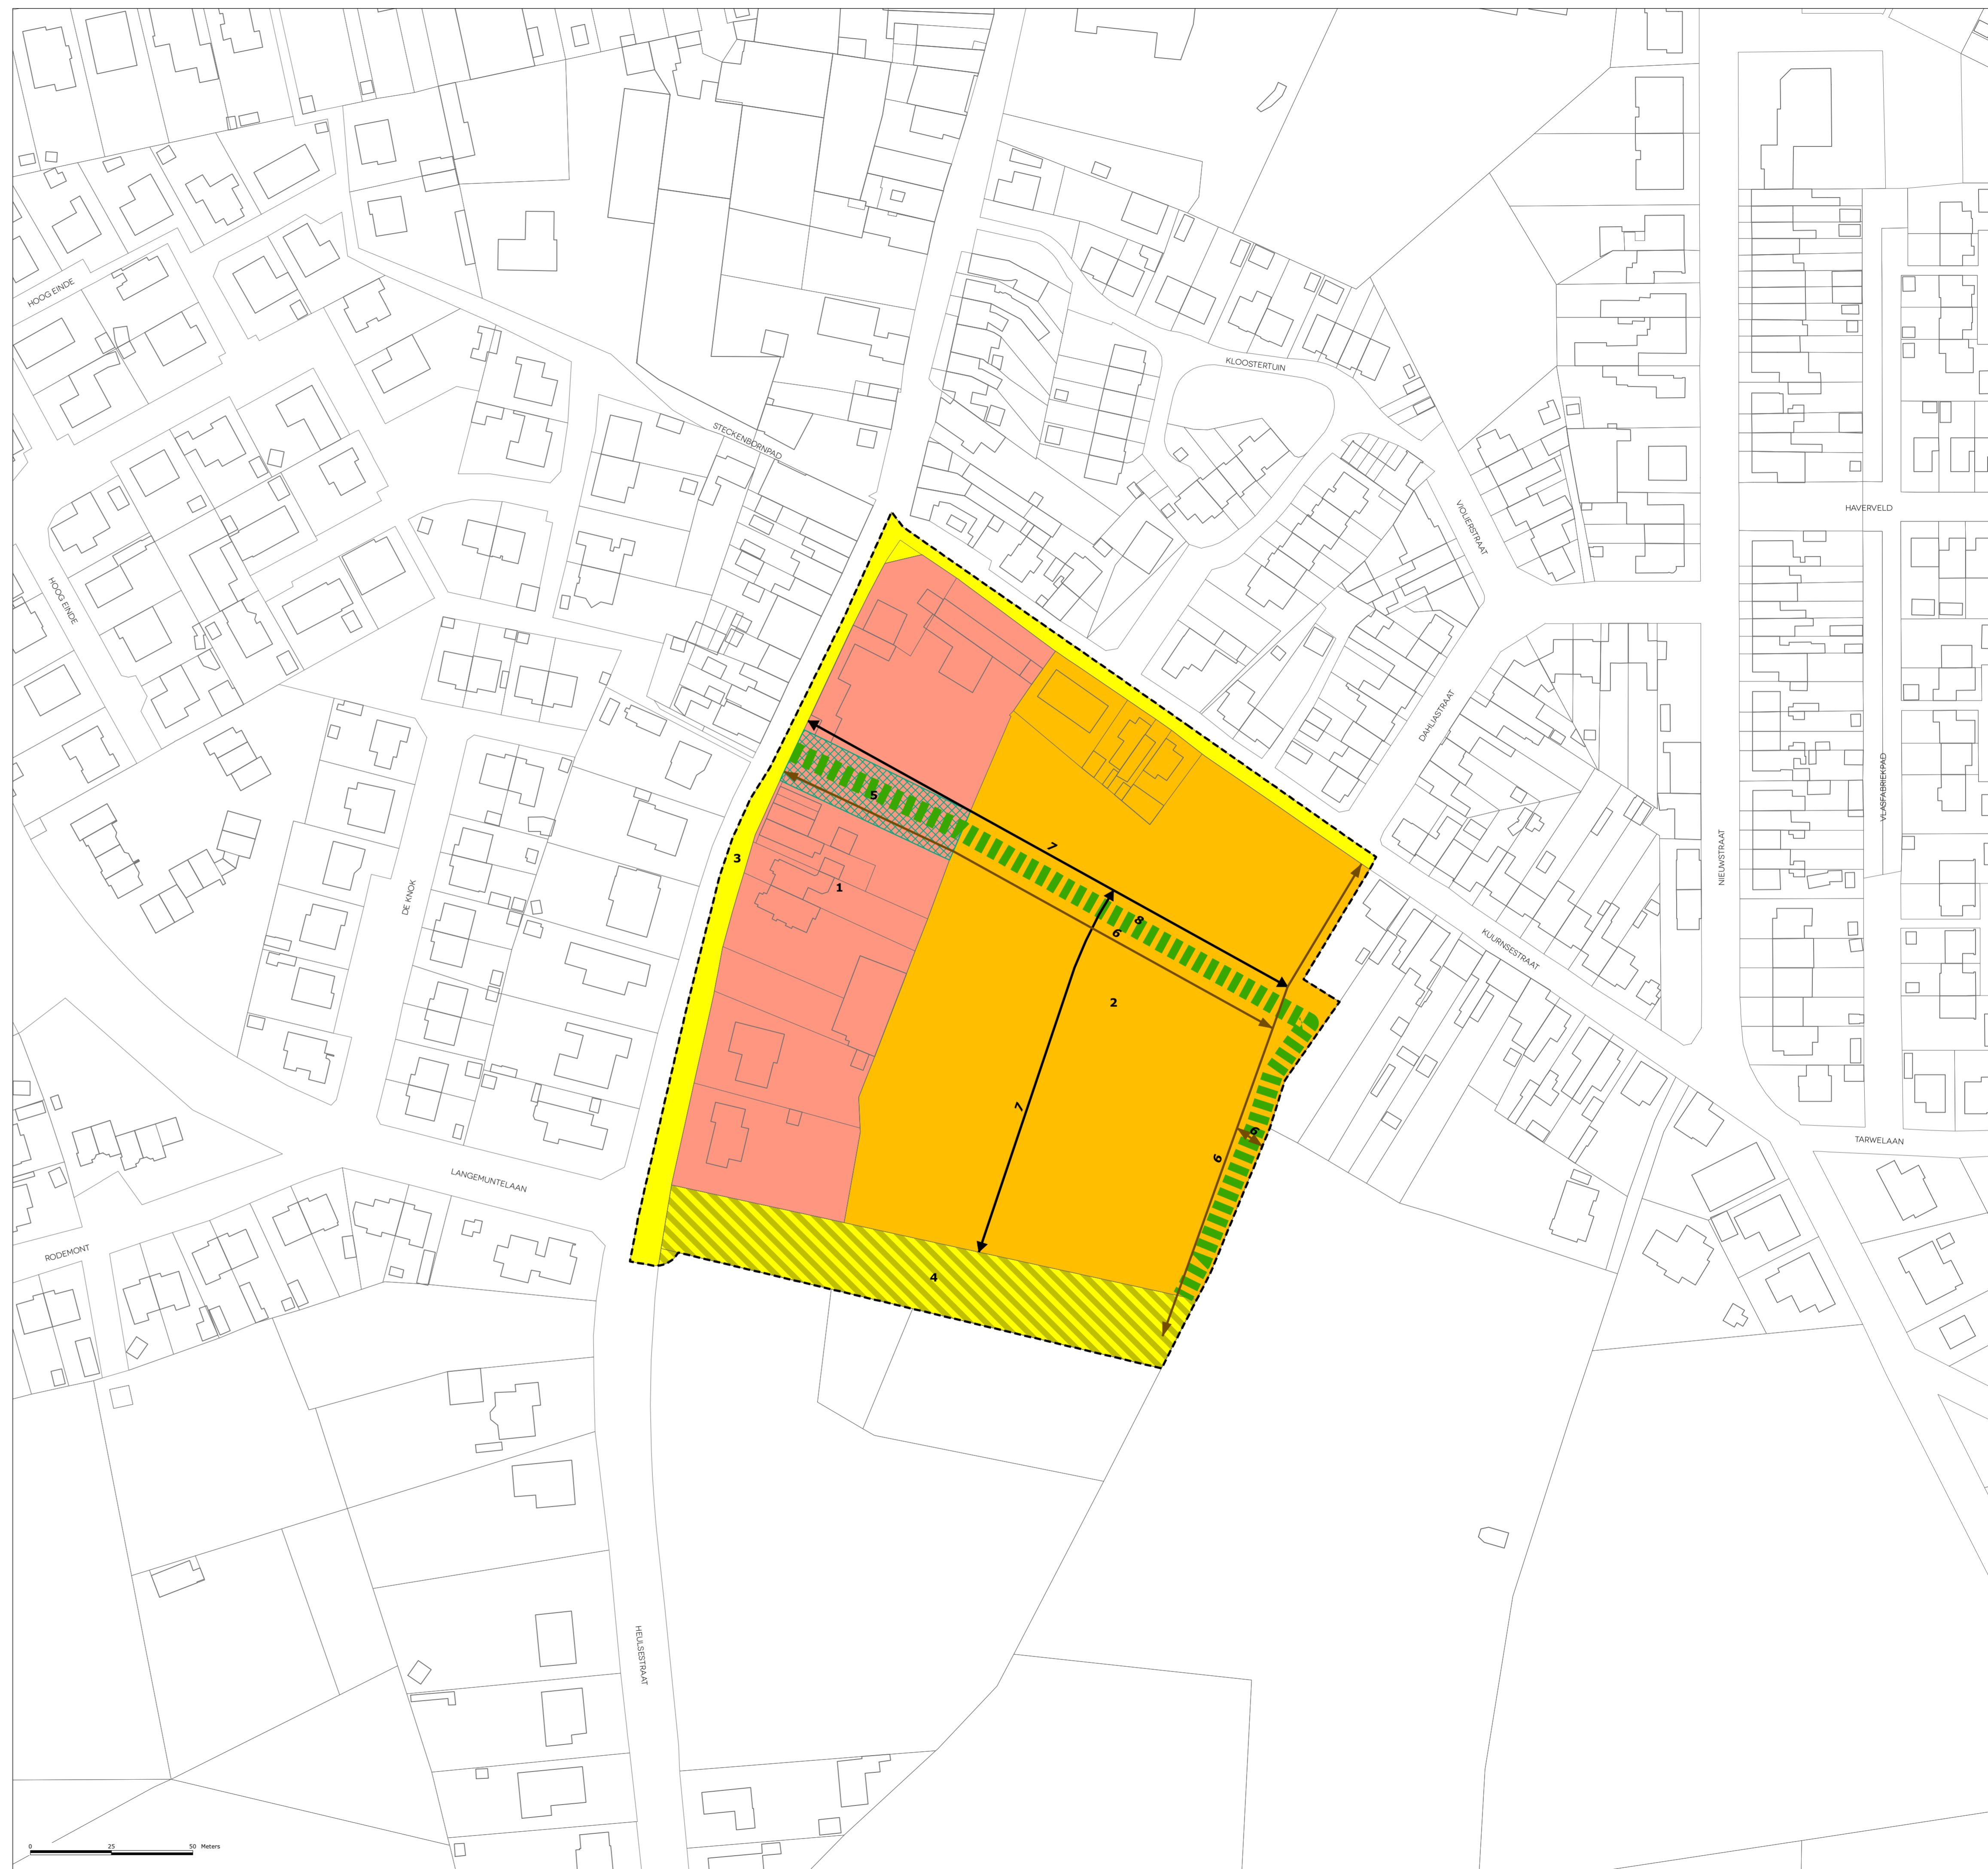 HOOG EINDE
KLOOSTERTUIN
STECKENBORNPAD
VIOLIERSTRAAT
HAVERVELD
HOOG EINDE
DAHLIASTRAAT
VLASFABRIEKPAD
5
7
NIEUWSTRAAT
3
1
DE KNOK
8
6
KUURNSESTRAAT
2
7
6
TARWELAAN
6
LANGEMUNTELAAN
RODEMONT
4
HEULSESTRAAT
0 25 50 Meters